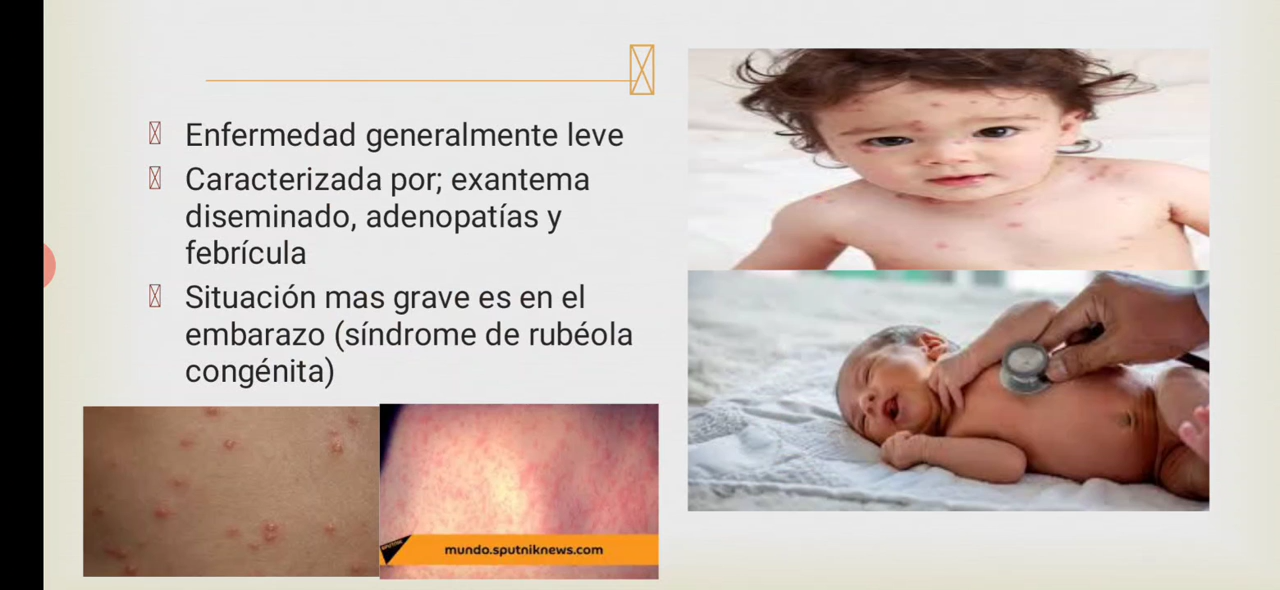 Enfermedad generalmente leve
Caracterizada por; exantema
diseminado, adenopatías y
febrícula
Situación mas grave es en el
embarazo (síndrome de rubéola
congénita)
SPUTNIK
mundo.sputniknews.com